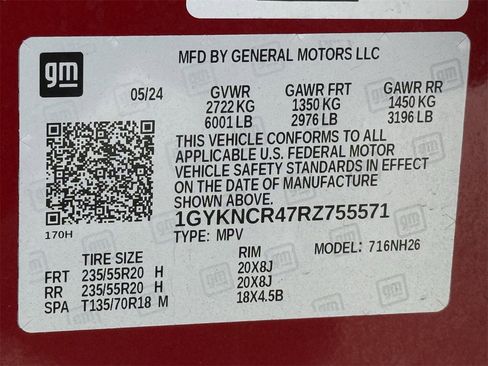 gm
MFD BY GENERAL MOTORS LLC
05/24 GVWR GAWR FRT GAWR RR
2722 KG 1350 KG 1450 KG
6001 LB 2976 LB 3196 LB
THIS VEHICLE CONFORMS TO ALL
APPLICABLE U.S. FEDERAL MOTOR
VEHICLE SAFETY STANDARDS IN EFFECT
ON THE DATE OF MANUFACTURE
SHOWN ABOVE.
1GYKNCR47RZ755571
170H TYPE: MPV MODEL: 716NH26
TIRE SIZE RIM
FRT 235/55R20 H 20X8J
RR 235/55R20 H 20X8J
SPA T135/70R18 M 18X4.5B